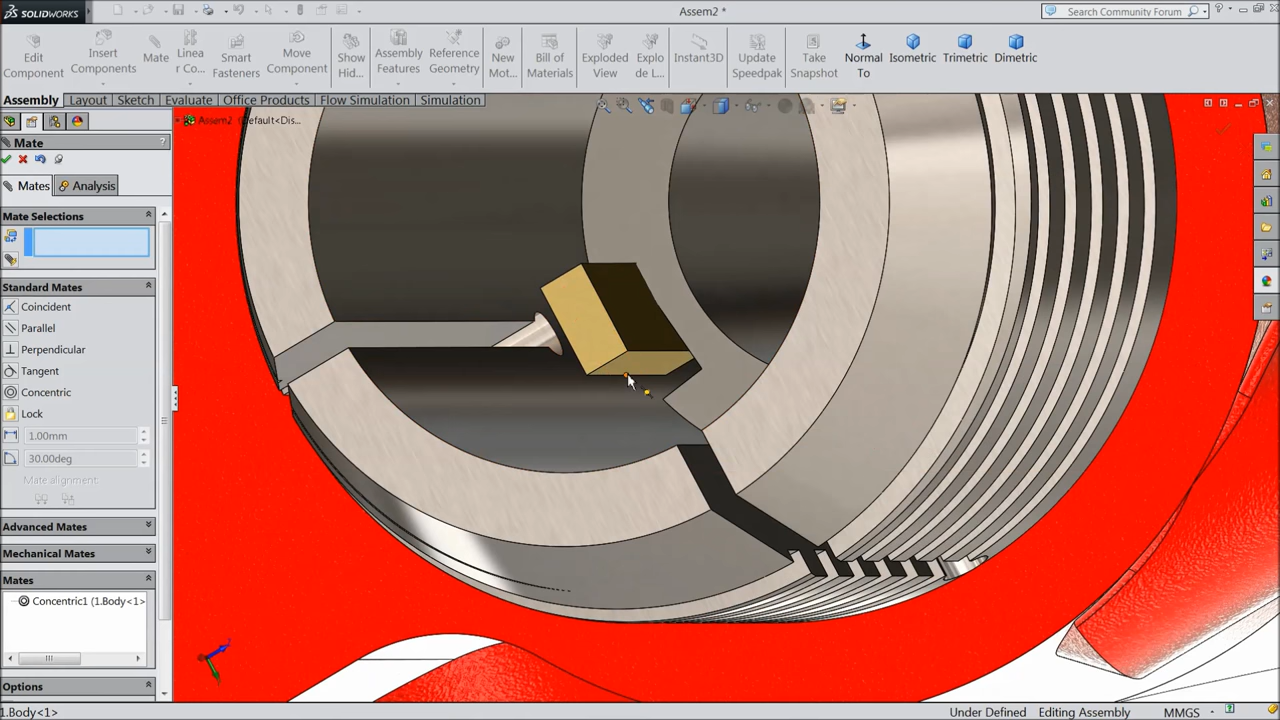 SOLIDWORKS
Assem2 *
Search Community Forum
Edit Component
Insert Components
Mate
Linea r Co...
Smart Fasteners
Move Component
Show Hid...
Assembly Features
Reference Geometry
New Mot...
Bill of Materials
Exploded View
Explo de L...
Instant3D
Update Speedpak
Take Snapshot
Normal To
Isometric
Trimetric
Dimetric
Assembly
Layout
Sketch
Evaluate
Office Products
Flow Simulation
Simulation
Assem2 (Default<Dis...
Mate
?
Mates
Analysis
Mate Selections
Standard Mates
Coincident
Parallel
Perpendicular
Tangent
Concentric
Lock
1.00mm
30.00deg
Mate alignment
Advanced Mates
Mechanical Mates
Mates
Concentric1 (1.Body<1>
Options
1.Body<1>
Under Defined
Editing Assembly
MMGS